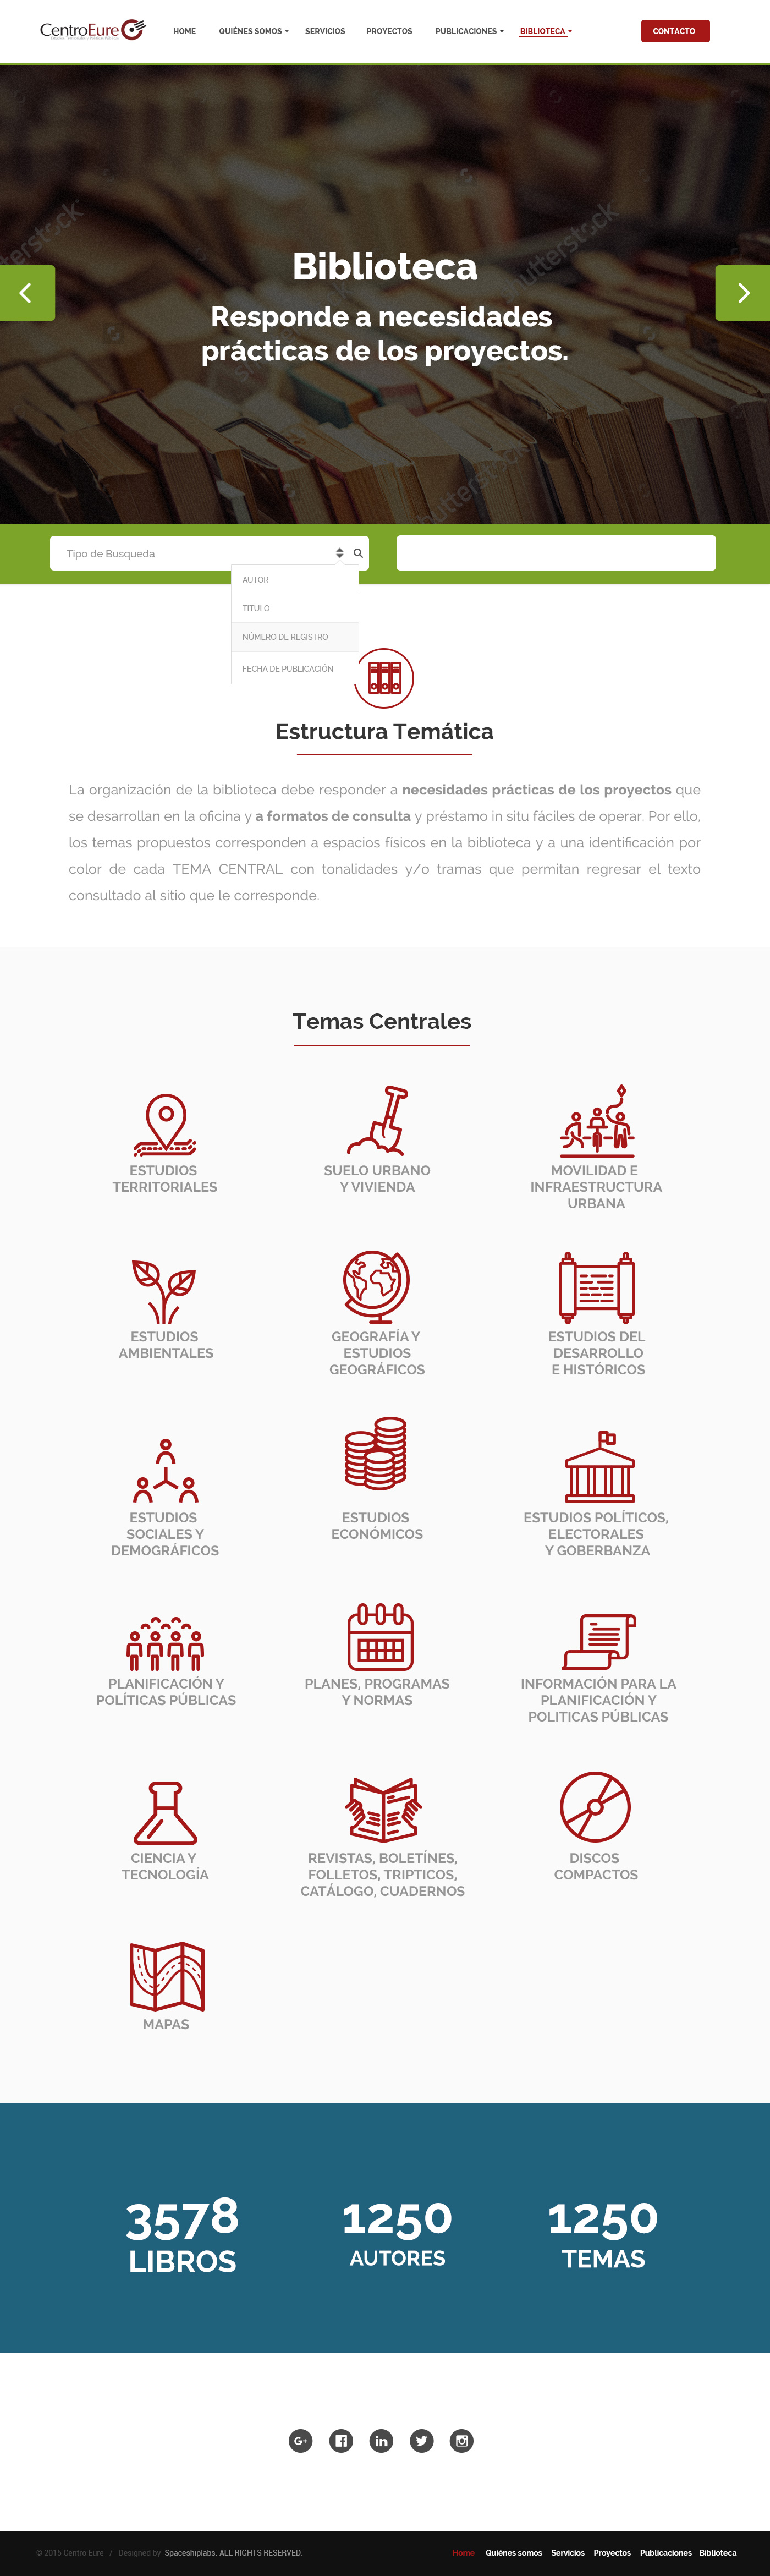 CentroEure
HOME
QUIÉNES SOMOS
SERVICIOS
PROYECTOS
PUBLICACIONES
BIBLIOTECA
CONTACTO
Biblioteca
Responde a necesidades
prácticas de los proyectos.
shutterstock
Tipo de Busqueda
AUTOR
TITULO
NÚMERO DE REGISTRO
FECHA DE PUBLICACIÓN
Estructura Temática
La organización de la biblioteca debe responder a necesidades prácticas de los proyectos que
se desarrollan en la oficina y a formatos de consulta y préstamo in situ fáciles de operar. Por ello,
los temas propuestos corresponden a espacios físicos en la biblioteca y a una identificación por
color de cada TEMA CENTRAL con tonalidades y/o tramas que permitan regresar el texto
consultado al sitio que le corresponde.
Temas Centrales
ESTUDIOS
TERRITORIALES
SUELO URBANO
Y VIVIENDA
MOVILIDAD E
INFRAESTRUCTURA
URBANA
ESTUDIOS
AMBIENTALES
GEOGRAFÍA Y
ESTUDIOS
GEOGRÁFICOS
ESTUDIOS DEL
DESARROLLO
E HISTÓRICOS
ESTUDIOS
SOCIALES Y
DEMOGRÁFICOS
ESTUDIOS
ECONÓMICOS
ESTUDIOS POLÍTICOS,
ELECTORALES
Y GOBERBANZA
PLANIFICACIÓN Y
POLÍTICAS PÚBLICAS
PLANES, PROGRAMAS
Y NORMAS
INFORMACIÓN PARA LA
PLANIFICACIÓN Y
POLITICAS PÚBLICAS
CIENCIA Y
TECNOLOGÍA
REVISTAS, BOLETÍNES,
FOLLETOS, TRIPTICOS,
CATÁLOGO, CUADERNOS
DISCOS
COMPACTOS
MAPAS
3578
LIBROS
1250
AUTORES
1250
TEMAS
© 2015 Centro Eure / Designed by Spaceshiplabs. ALL RIGHTS RESERVED.
Home
Quiénes somos
Servicios
Proyectos
Publicaciones
Biblioteca